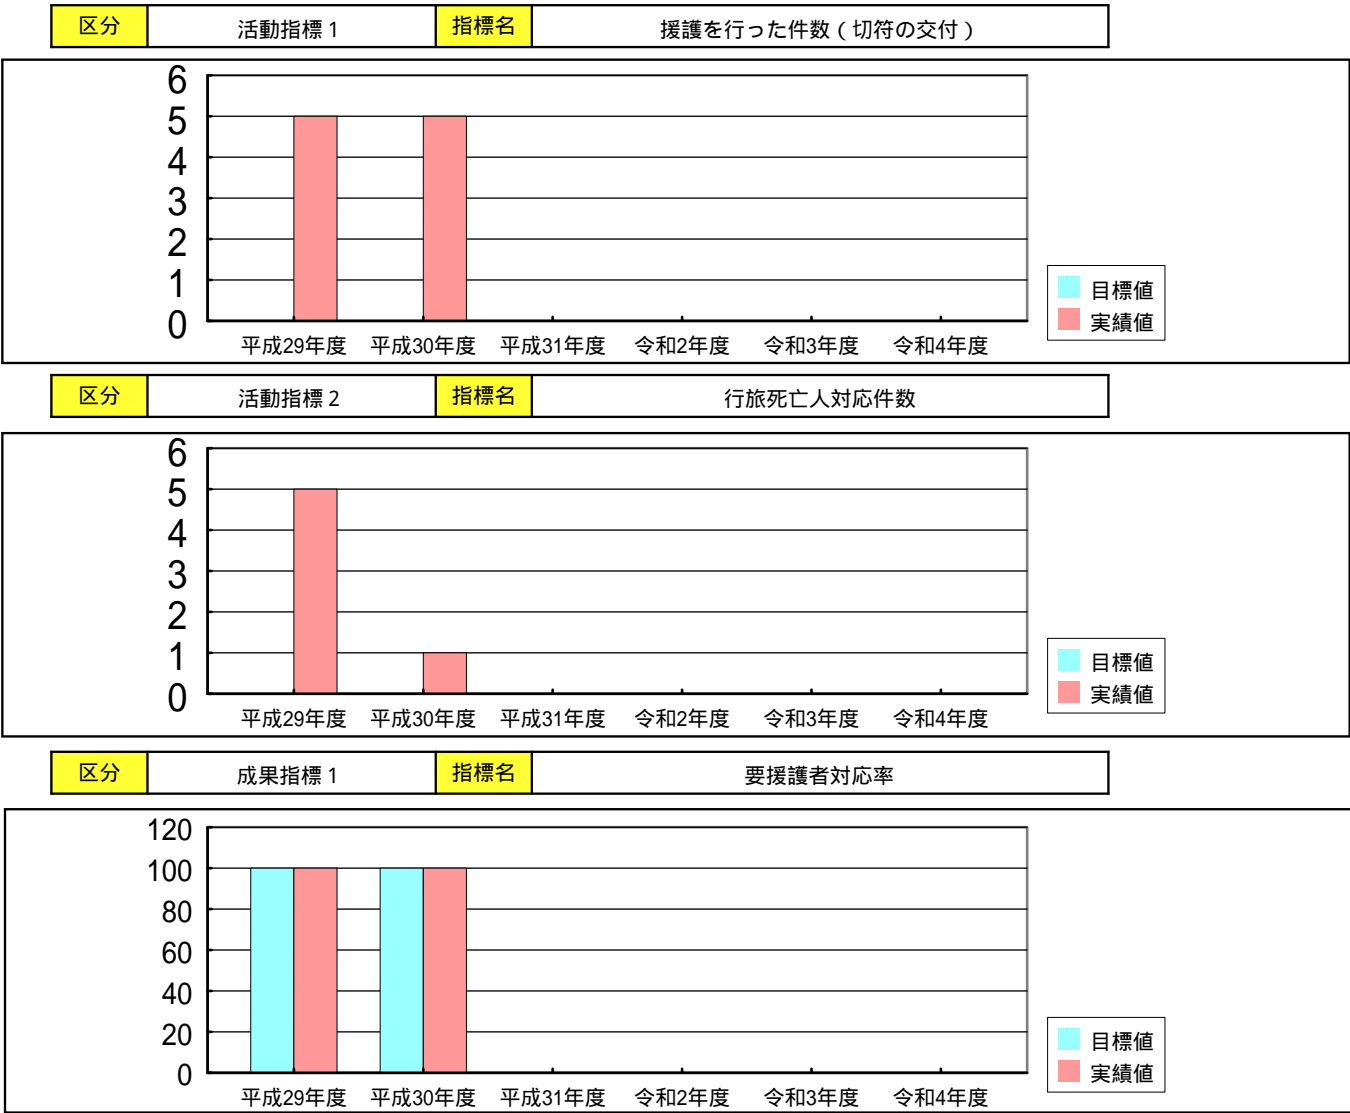 区分 活動指標１ 指標名 援護を行った件数（切符の交付）
6
5
4
3
2
1
0
平成29年度 平成30年度 平成31年度 令和2年度 令和3年度 令和4年度
目標値
実績値
区分 活動指標２ 指標名 行旅死亡人対応件数
6
5
4
3
2
1
0
平成29年度 平成30年度 平成31年度 令和2年度 令和3年度 令和4年度
目標値
実績値
区分 成果指標１ 指標名 要援護者対応率
120
100
80
60
40
20
0
平成29年度 平成30年度 平成31年度 令和2年度 令和3年度 令和4年度
目標値
実績値